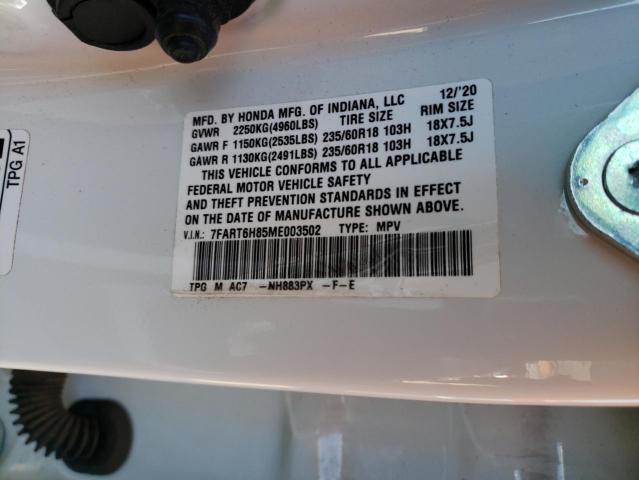 MFD. BY HONDA MFG. OF INDIANA, LLC 12/'20
GVWR 2250KG(4960LBS) TIRE SIZE RIM SIZE
GAWR F 1150KG(2535LBS) 235/60R18 103H 18X7.5J
GAWR R 1130KG(2491LBS) 235/60R18 103H 18X7.5J
THIS VEHICLE CONFORMS TO ALL APPLICABLE
FEDERAL MOTOR VEHICLE SAFETY
AND THEFT PREVENTION STANDARDS IN EFFECT
ON THE DATE OF MANUFACTURE SHOWN ABOVE.
V.I.N.: 7FART6H85ME003502 TYPE: MPV
TPG M AC7 -NH883PX -F-E
TPG A1